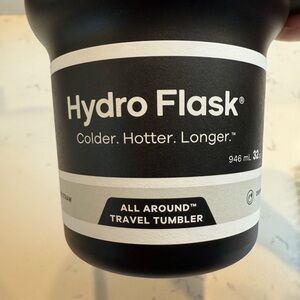 Hydro Flask®
Colder. Hotter. Longer.™
946 mL 32
ALL AROUND™
TRAVEL TUMBLER